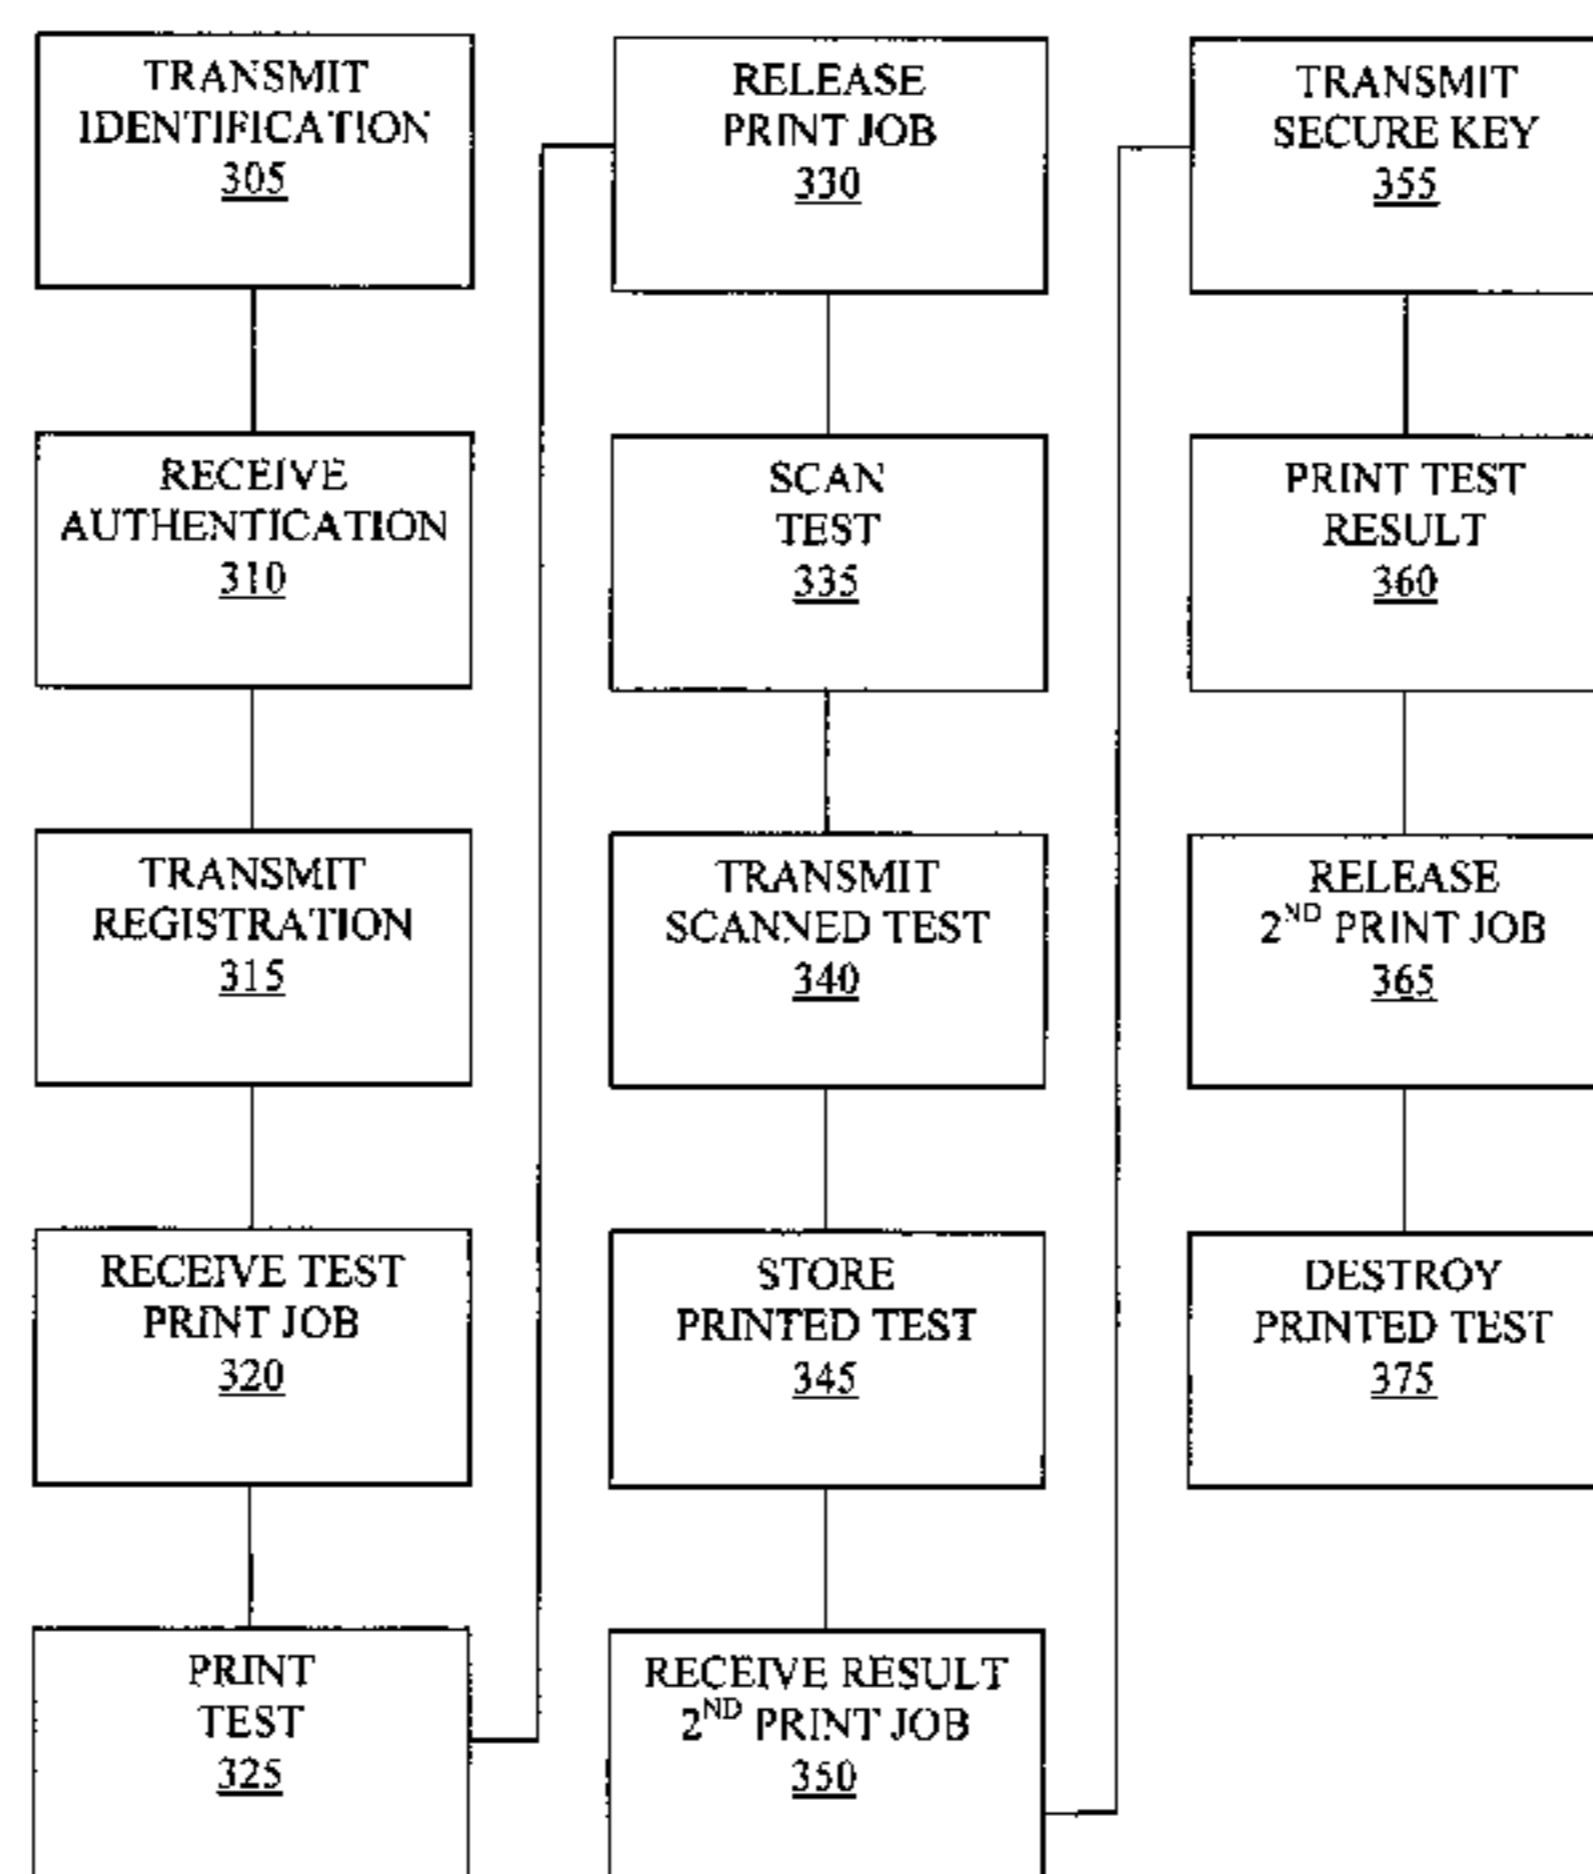 TRANSMIT
IDENTIFICATION
305
RECEIVE
AUTHENTICATION
310
TRANSMIT
REGISTRATION
315
RECEIVE TEST
PRINT JOB
320
PRINT
TEST
325
RELEASE
PRINT JOB
330
SCAN
TEST
335
TRANSMIT
SCANNED TEST
340
STORE
PRINTED TEST
345
RECEIVE RESULT
2ND PRINT JOB
350
TRANSMIT
SECURE KEY
355
PRINT TEST
RESULT
360
RELEASE
2ND PRINT JOB
365
DESTROY
PRINTED TEST
375